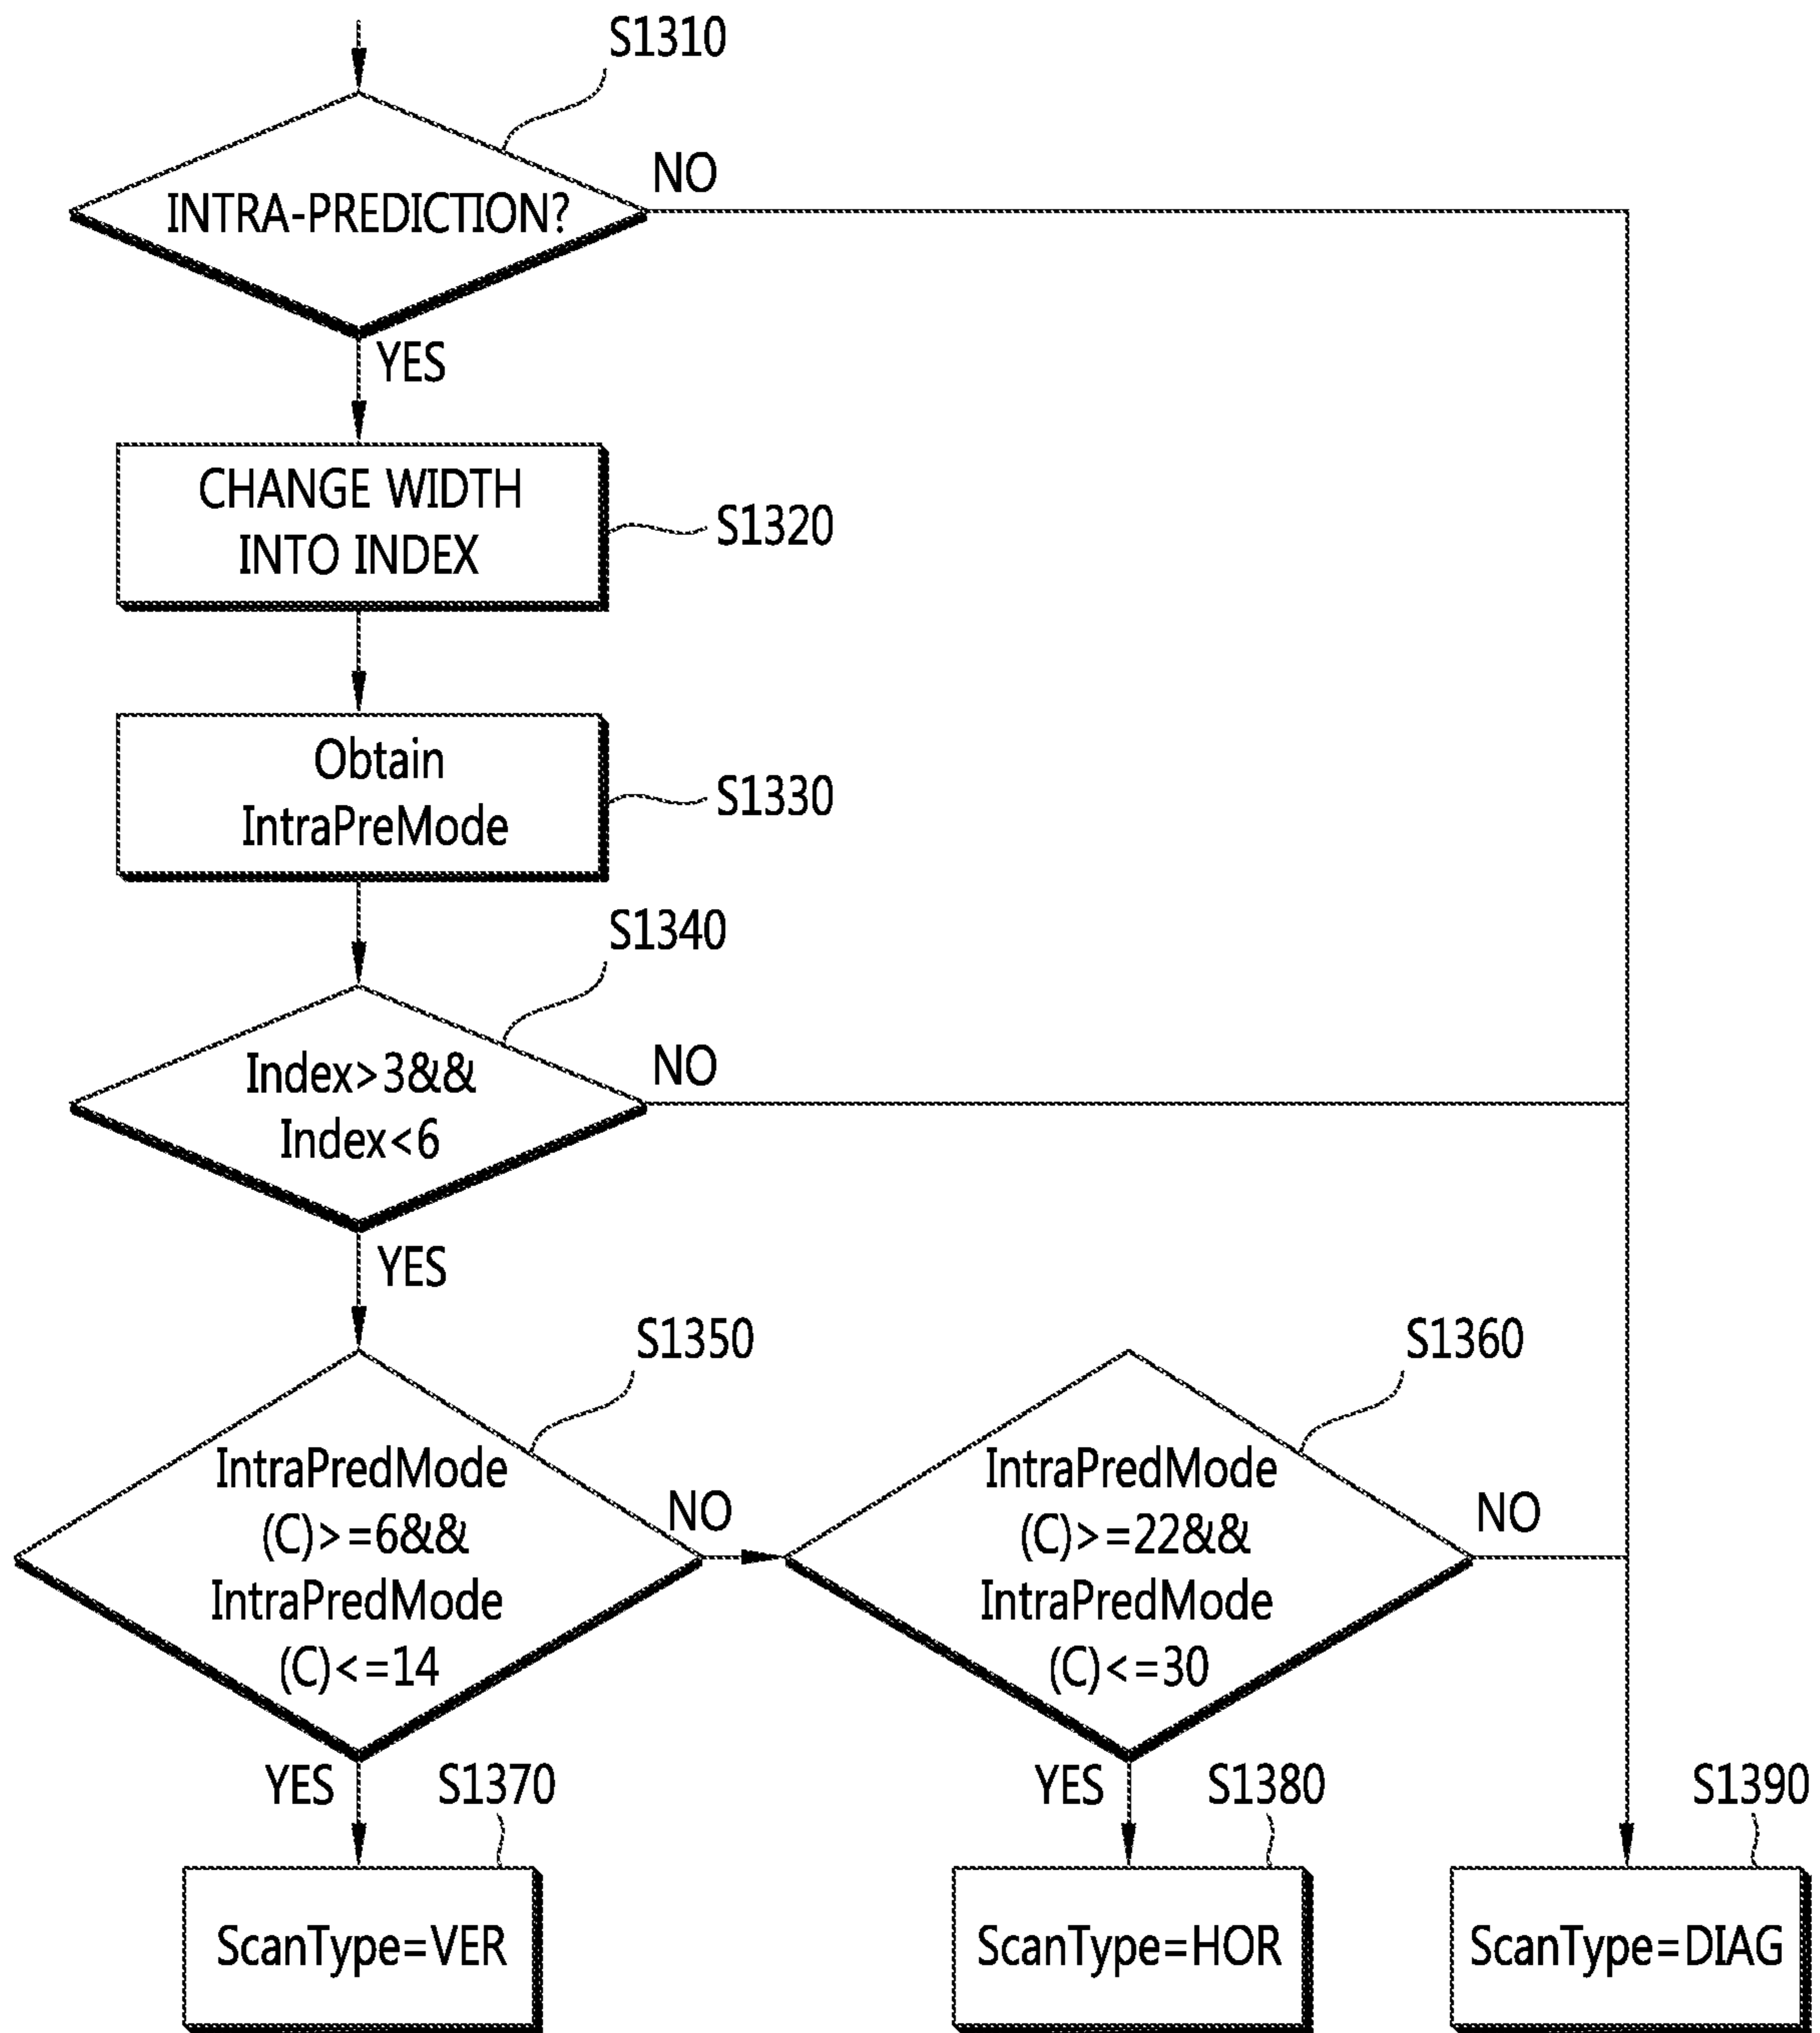 S1310
INTRA-PREDICTION?
NO
YES
CHANGE WIDTH
INTO INDEX
S1320
Obtain
IntraPreMode
S1330
S1340
Index>3&&
Index<6
NO
YES
S1350
IntraPredMode
(C)>=6&&
IntraPredMode
(C)<=14
NO
S1360
IntraPredMode
(C)>=22&&
IntraPredMode
(C)<=30
NO
YES
S1370
YES
S1380
S1390
ScanType=VER
ScanType=HOR
ScanType=DIAG